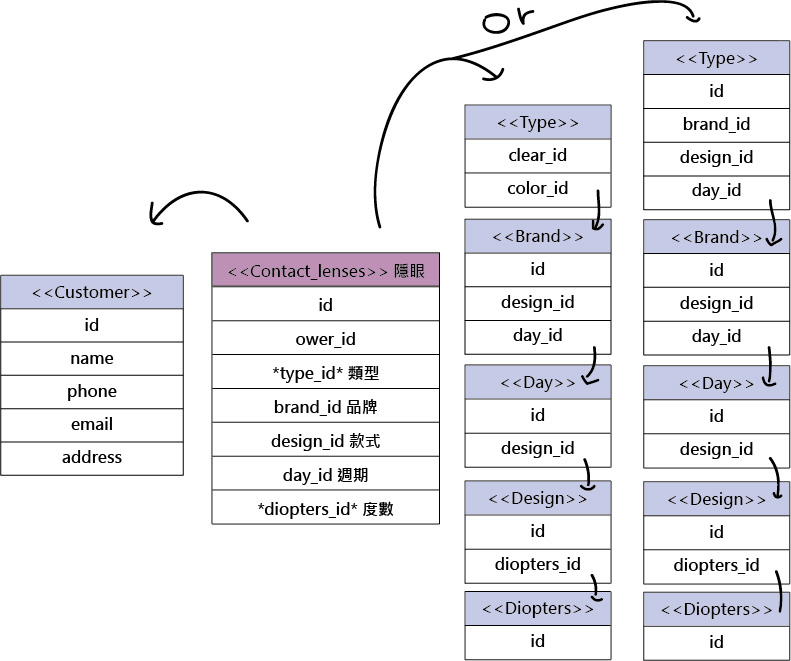 or
<<Customer>>
id
name
phone
email
address
<<Contact_lenses>> 隱眼
id
ower_id
*type_id* 類型
brand_id 品牌
design_id 款式
day_id 週期
*diopters_id* 度數
<<Type>>
clear_id
color_id
<<Brand>>
id
design_id
day_id
<<Day>>
id
design_id
<<Design>>
id
diopters_id
<<Diopters>>
id
<<Type>>
id
brand_id
design_id
day_id
<<Brand>>
id
design_id
day_id
<<Day>>
id
design_id
<<Design>>
id
diopters_id
<<Diopters>>
id